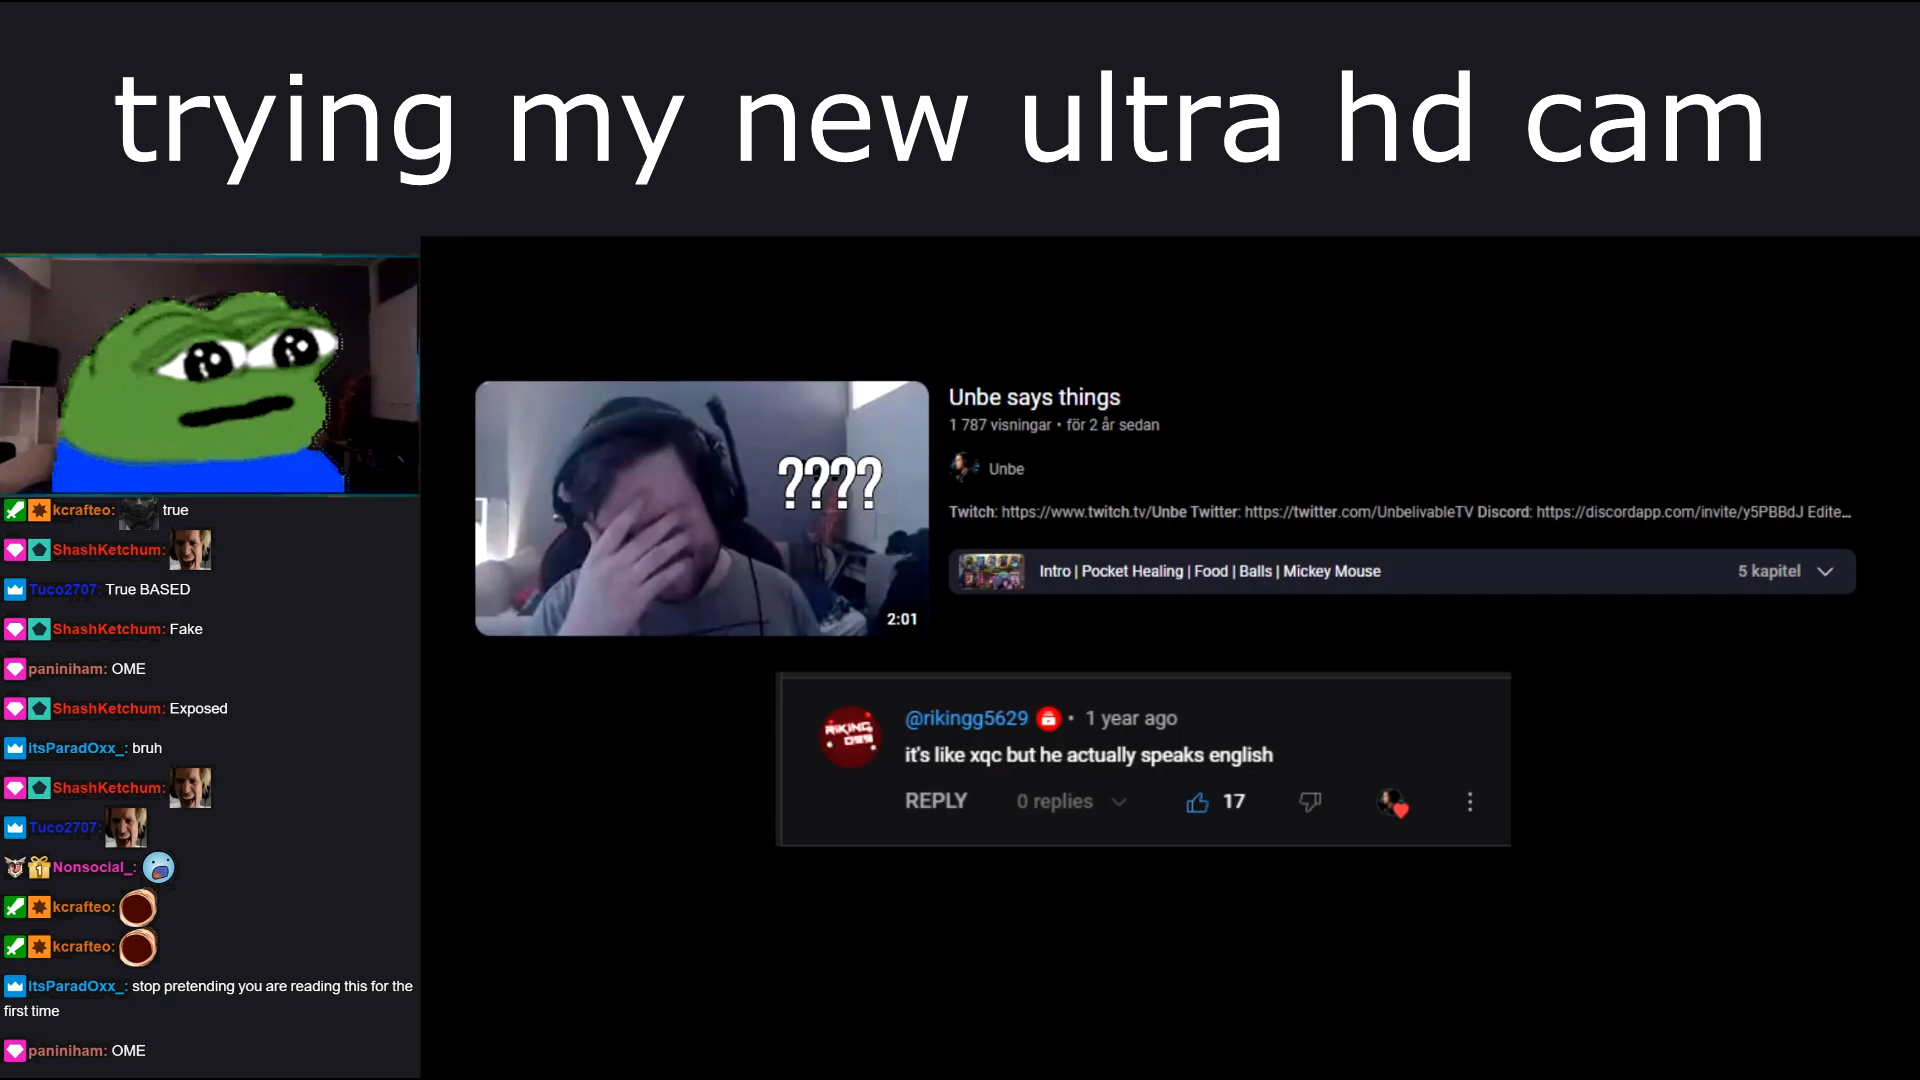 trying my new ultra hd cam
kcrafteo: true
ShashKetchum:
Tuco2707: True BASED
ShashKetchum: Fake
paniniham: OME
ShashKetchum: Exposed
itsParadOxx_: bruh
ShashKetchum:
Tuco2707:
1 Nonsocial_:
kcrafteo:
kcrafteo:
itsParadOxx_: stop pretending you are reading this for the
first time
paniniham: OME
????
2:01
Unbe says things
1 787 visningar • för 2 år sedan
Unbe
Twitch: https://www.twitch.tv/Unbe Twitter: https://twitter.com/UnbelivableTV Discord: https://discordapp.com/invite/y5PBBdJ Edite...
Intro | Pocket Healing | Food | Balls | Mickey Mouse 5 kapitel
RiKiNG
@rikingg5629 • 1 year ago
it's like xqc but he actually speaks english
REPLY 0 replies 17